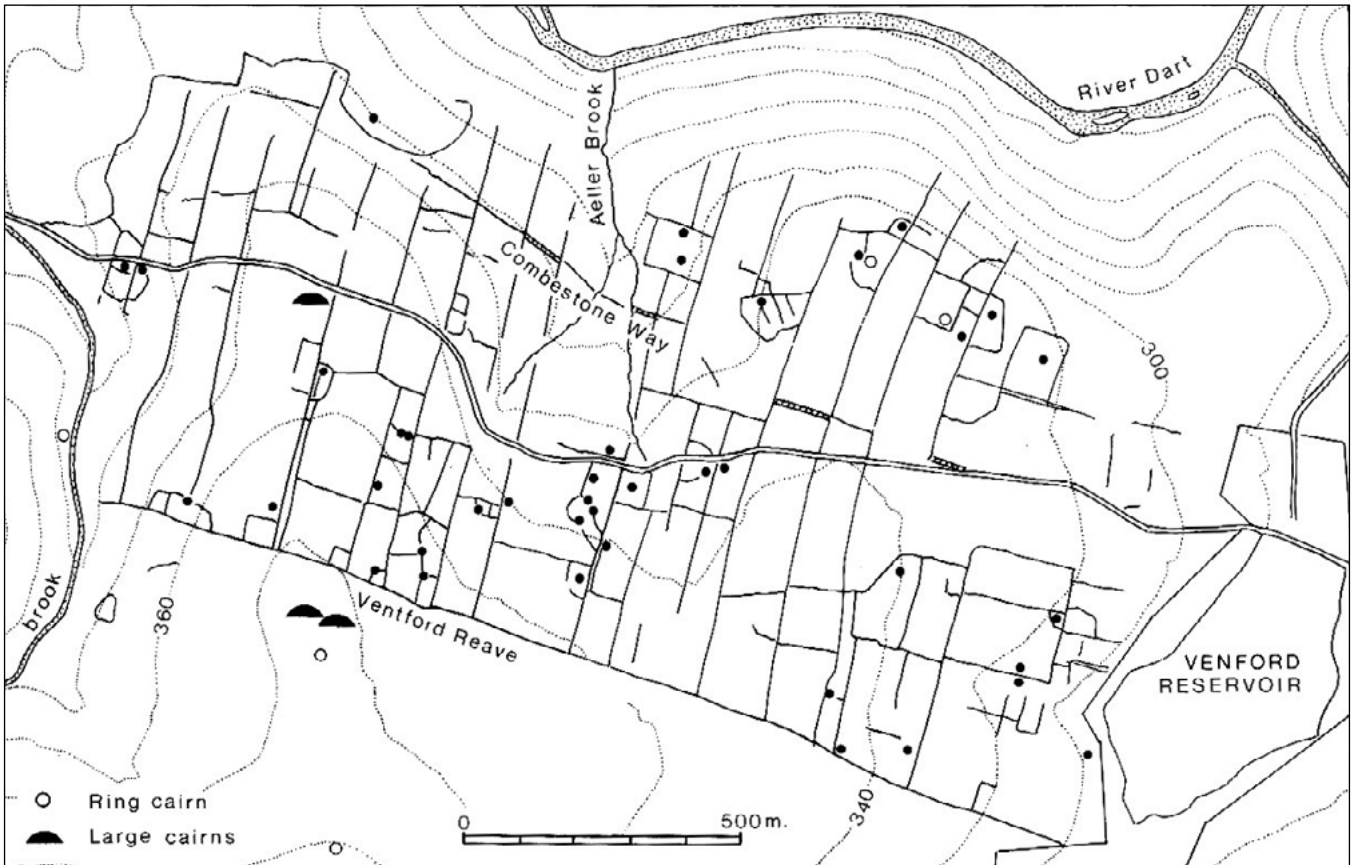 River Dart
Aeller Brook
Combestone Way
300
brook
360
Ventford Reave
VENFORD
RESERVOIR
340
Ring cairn
Large cairns
0 500 m.